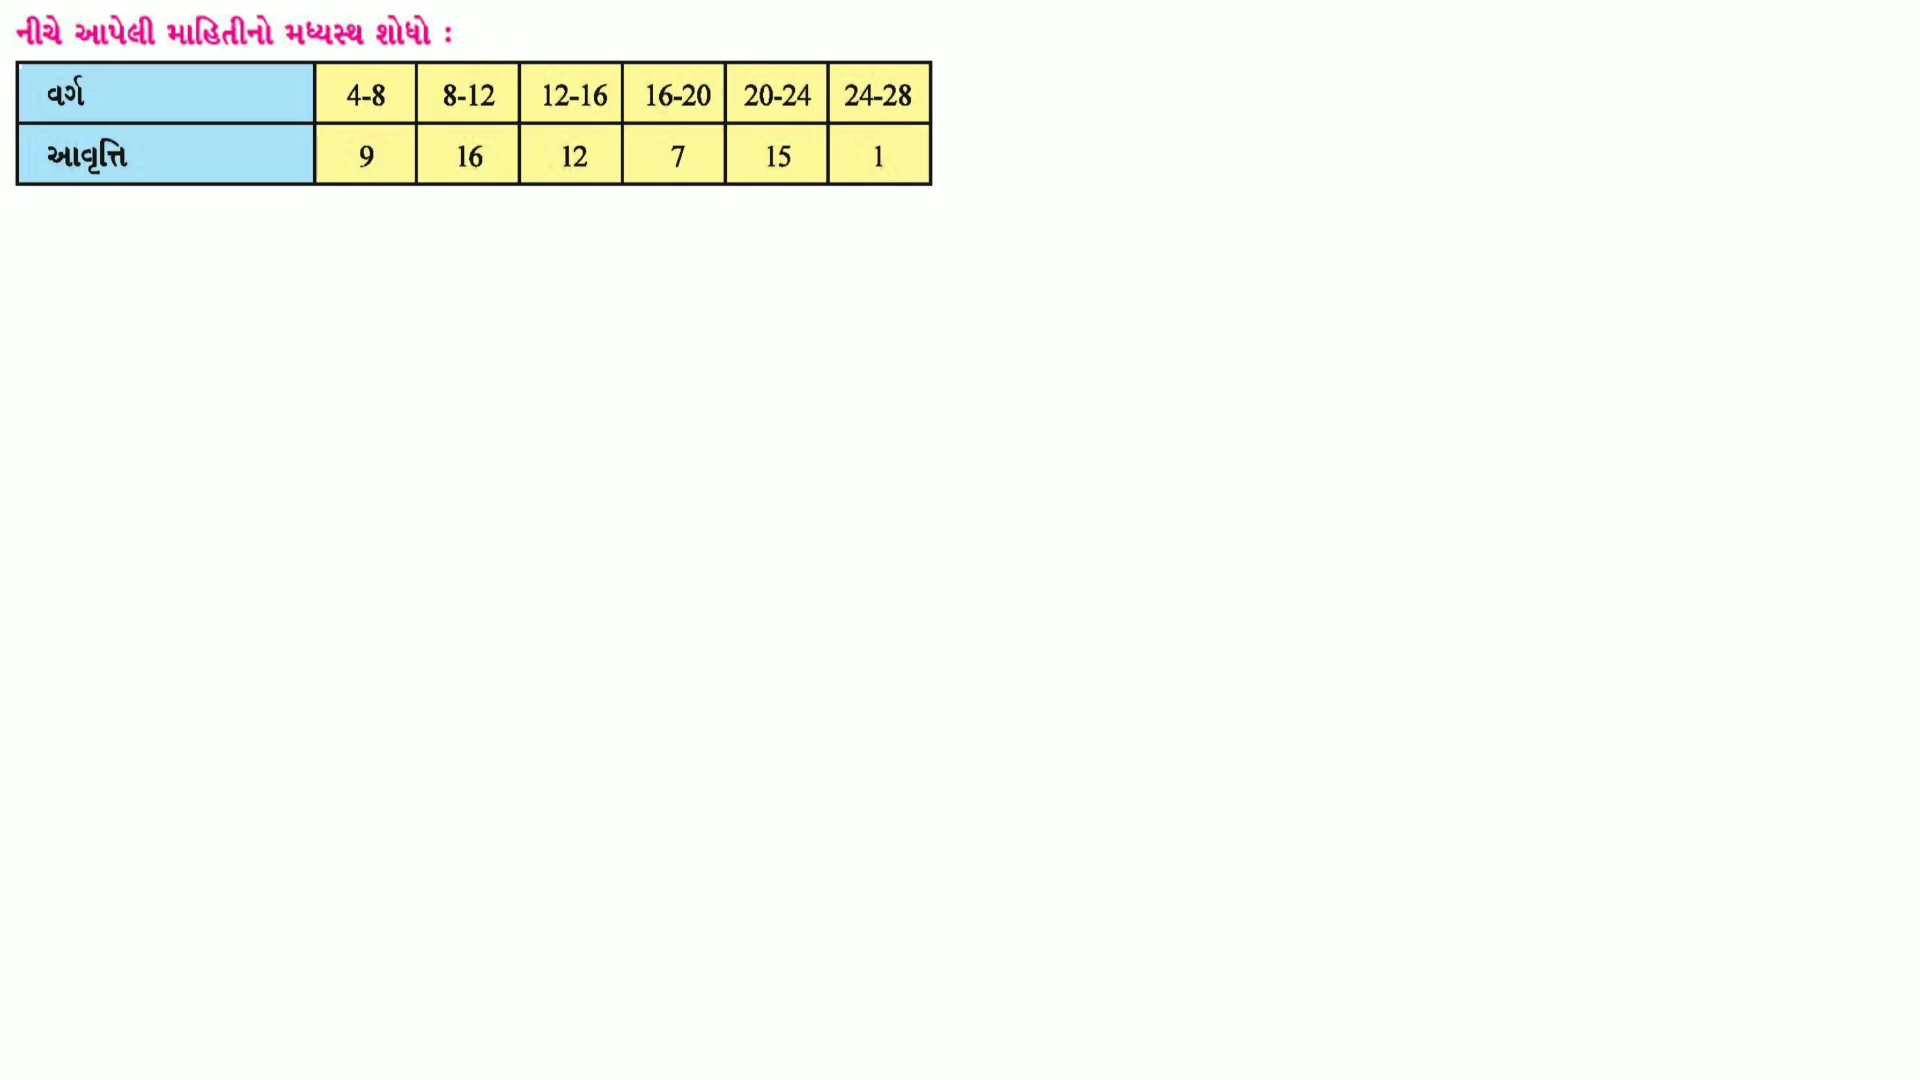 નીચે આપેલી માહિતીનો મધ્યસ્થ શોધો :
વર્ગ 4-8 8-12 12-16 16-20 20-24 24-28
આવૃત્તિ 9 16 12 7 15 1